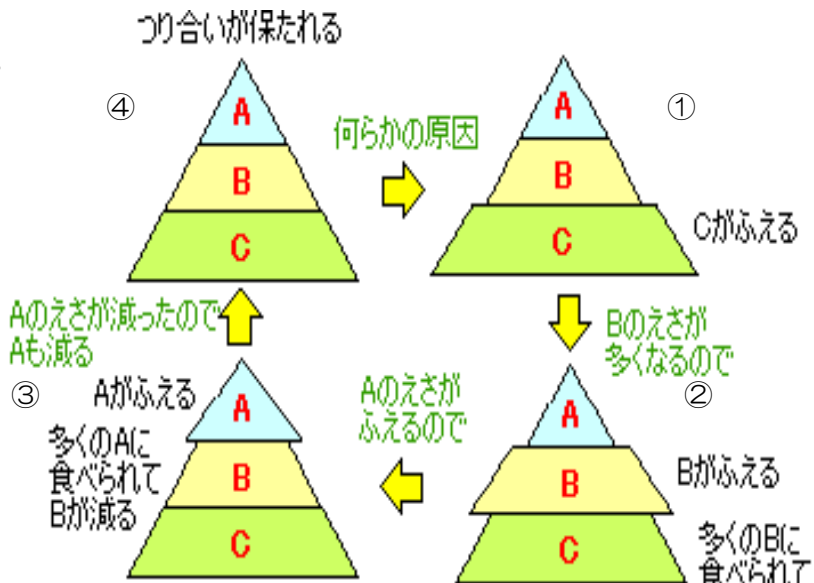 つり合いが保たれる
④
A
B
C
何らかの原因
①
A
B
C
Cがふえる
Bのえさが
多くなるので
②
A
B
C
Bがふえる
多くのBに
食べられて
Aのえさが
ふえるので
③
Aがふえる
多くのAに
食べられて
Bが減る
A
B
C
Aのえさが減ったので
Aも減る